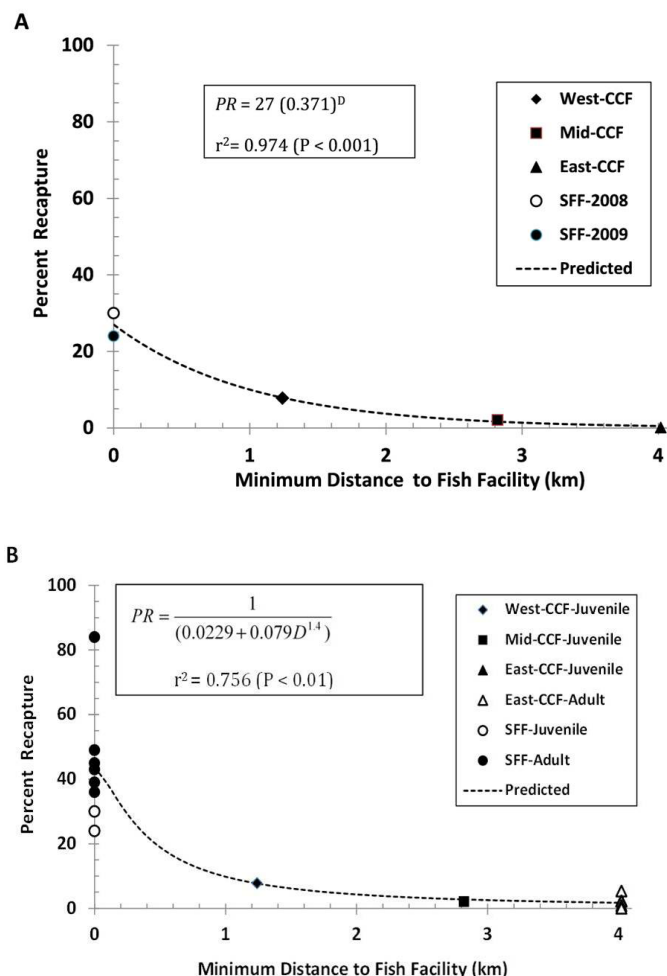 A
100
80
60
40
20
0
Percent Recapture
PR = 27 (0.371)^D
r²= 0.974 (P < 0.001)
West-CCF
Mid-CCF
East-CCF
SFF-2008
SFF-2009
Predicted
0 1 2 3 4
Minimum Distance to Fish Facility (km)
B
100
80
60
40
20
0
Percent Recapture
PR = 1
(0.0229+0.079D^1.4)
r² = 0.756 (P < 0.01)
West-CCF-Juvenile
Mid-CCF-Juvenile
East-CCF-Juvenile
East-CCF-Adult
SFF-Juvenile
SFF-Adult
Predicted
0 1 2 3 4
Minimum Distance to Fish Facility (km)